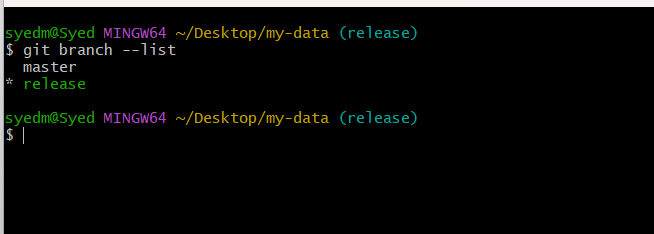 syedm@Syed MINGW64 ~/Desktop/my-data (release)
$ git branch --list
  master
* release
syedm@Syed MINGW64 ~/Desktop/my-data (release)
$